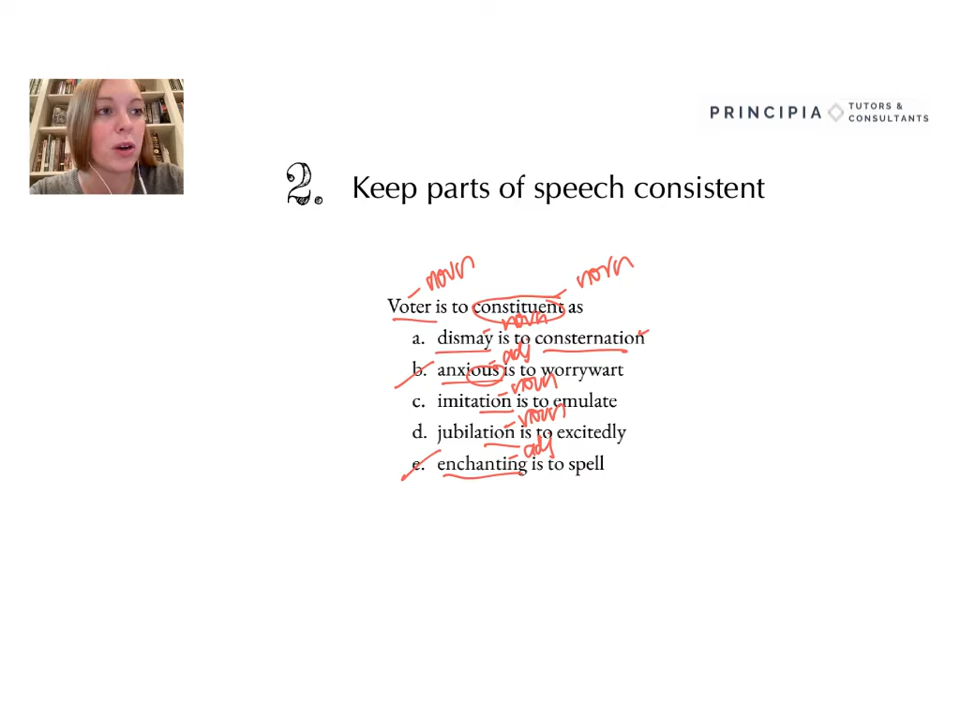 PRINCIPIA TUTORS & CONSULTANTS
2. Keep parts of speech consistent
noun noun
Voter is to constituent as
noun
a. dismay is to consternation
adj
b. anxious is to worrywart
noun
c. imitation is to emulate
noun
d. jubilation is to excitedly
adj
e. enchanting is to spell